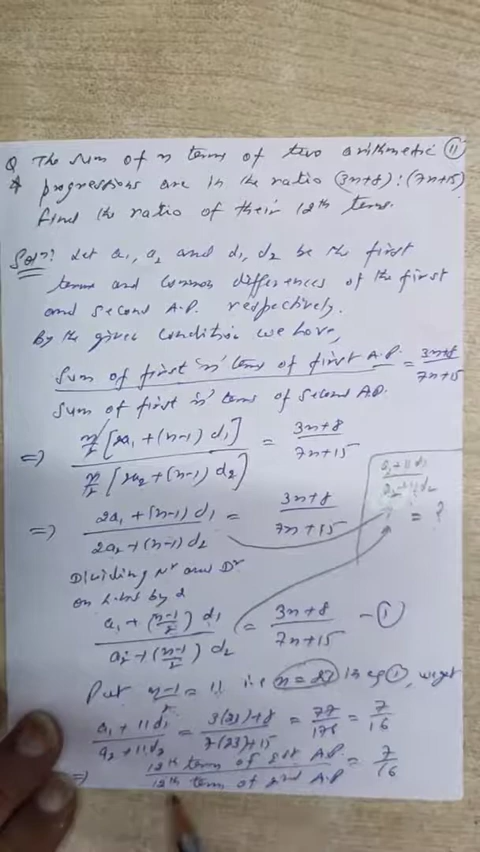 Q The sum of n terms of two arithmetic (11)
* progressions are in the ratio (3n+8):(7n+15)
Find the ratio of their 12th term.
Soln: Let a1, a2 and d1, d2 be the first
terms and common differences of the first
and second A.P. respectively.
By the given condition we have,
Sum of first 'n' terms of first A.P. / Sum of first 'n' terms of second A.P. = 3n+8 / 7n+15
=> n/2 [2a1 + (n-1) d1] / n/2 [2a2 + (n-1) d2] = 3n+8 / 7n+15
a1 + 11 d1 / a2 + 11 d2 = ?
=> 2a1 + (n-1) d1 / 2a2 + (n-1) d2 = 3n+8 / 7n+15
Dividing Nr and Dr
on L.H.S by 2
a1 + (n-1/2) d1 / a2 + (n-1/2) d2 = 3n+8 / 7n+15 - (1)
Put n-1/2 = 11 i.e n = 23 in eq (1), we get
a1 + 11 d1 / a2 + 11 d2 = 3(23)+8 / 7(23)+15 = 77/176 = 7/16
=> 12th term of 1st A.P / 12th term of 2nd A.P = 7/16